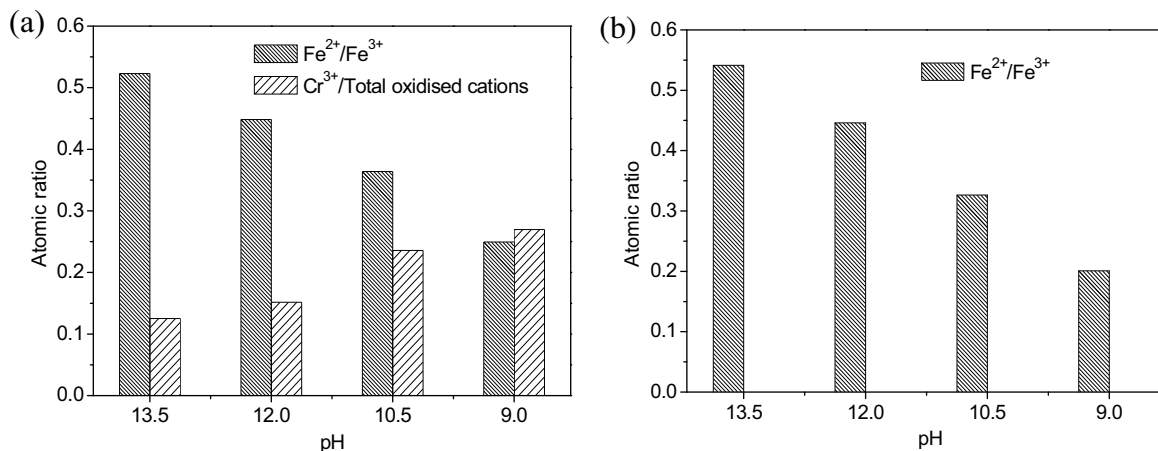 (a)
0.6
0.5
0.4
0.3
0.2
0.1
0.0
Atomic ratio
Fe²⁺/Fe³⁺
Cr³⁺/Total oxidised cations
13.5 12.0 10.5 9.0
pH
(b)
0.6
0.5
0.4
0.3
0.2
0.1
0.0
Atomic ratio
Fe²⁺/Fe³⁺
13.5 12.0 10.5 9.0
pH